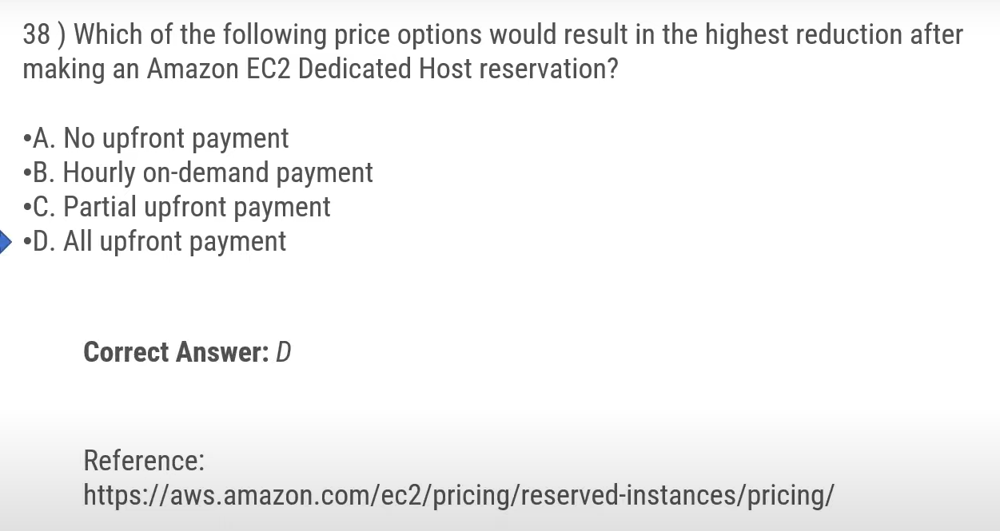 38 ) Which of the following price options would result in the highest reduction after
making an Amazon EC2 Dedicated Host reservation?
•A. No upfront payment
•B. Hourly on-demand payment
•C. Partial upfront payment
•D. All upfront payment
Correct Answer: D
Reference:
https://aws.amazon.com/ec2/pricing/reserved-instances/pricing/